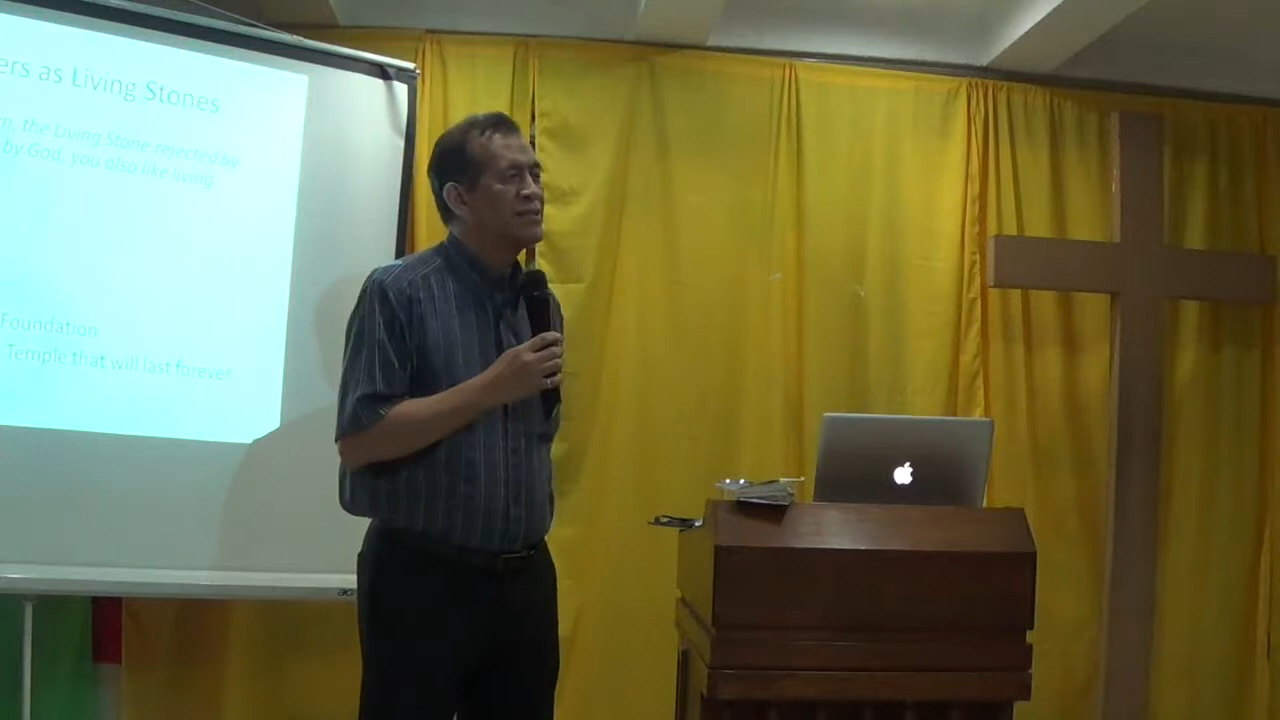 ers as Living Stones
m, the Living Stone rejected by
by God, you also like living
Foundation
Temple that will last forever
acer